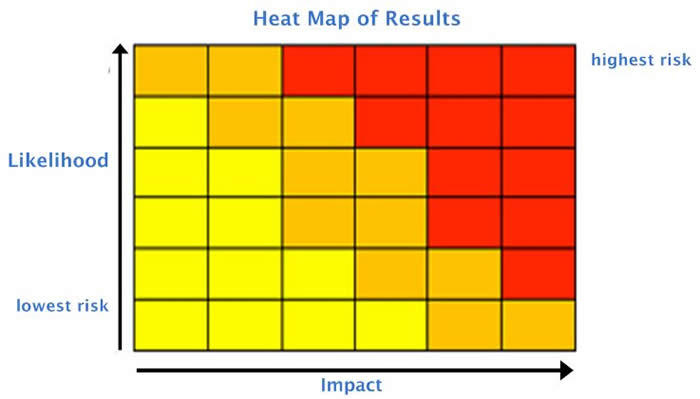 Heat Map of Results
highest risk
Likelihood
lowest risk
Impact